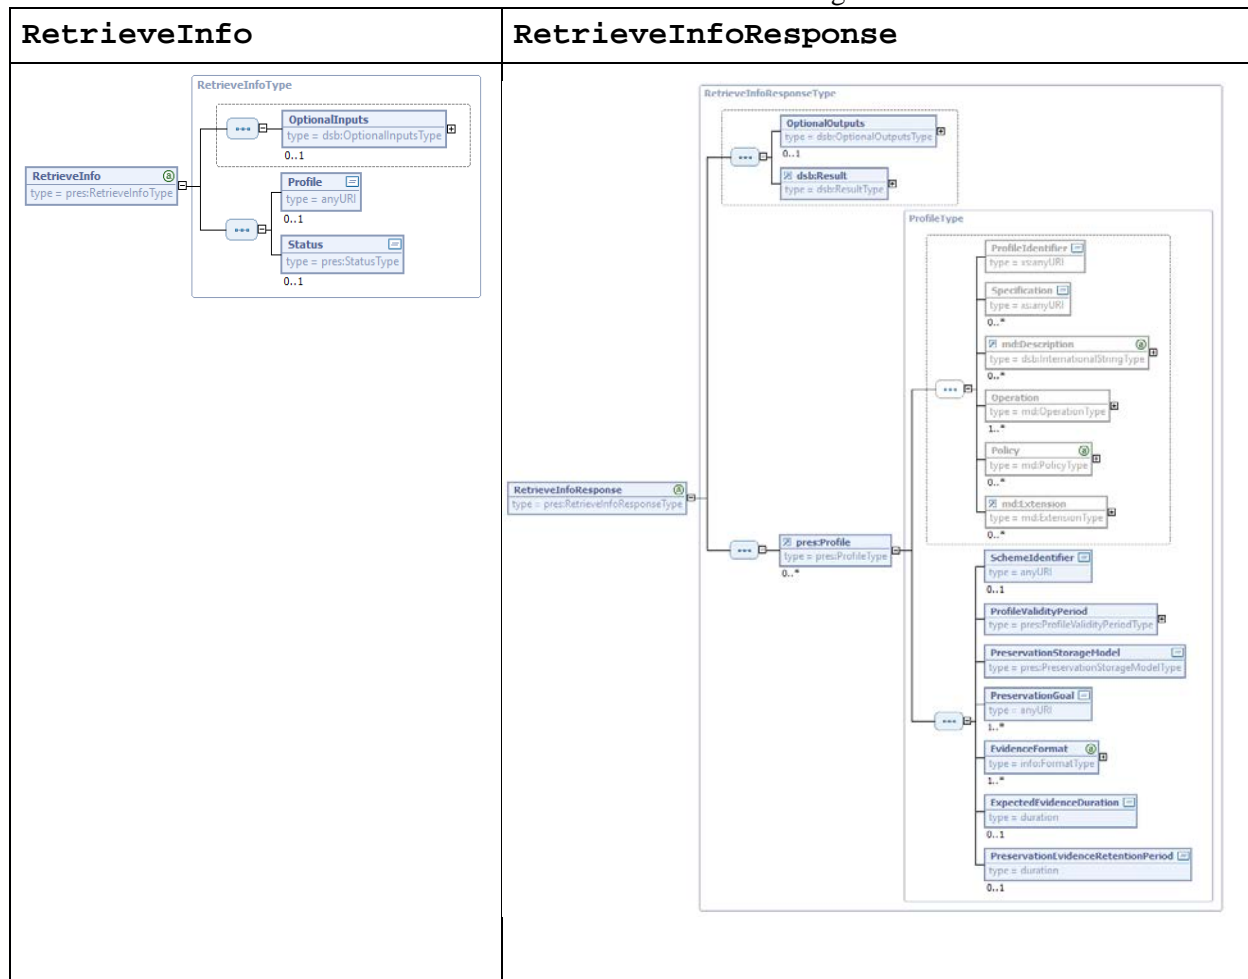 RetrieveInfo
RetrieveInfoType
OptionalInputs
type = dsb:OptionalInputsType
0..1
RetrieveInfo
type = pres:RetrieveInfoType
Profile
type = anyURI
0..1
Status
type = pres:StatusType
0..1
RetrieveInfoResponse
RetrieveInfoResponseType
OptionalOutputs
type = dsb:OptionalOutputsType
0..1
dsb:Result
type = dsb:ResultType
ProfileType
ProfileIdentifier
type = xs:anyURI
Specification
type = xs:anyURI
0..*
md:Description
type = dsb:InternationalStringType
0..*
Operation
type = md:OperationType
1..*
Policy
type = md:PolicyType
0..*
RetrieveInfoResponse
type = pres:RetrieveInfoResponseType
md:Extension
type = md:ExtensionType
0..*
pres:Profile
type = pres:ProfileType
0..*
SchemeIdentifier
type = anyURI
0..1
ProfileValidityPeriod
type = pres:ProfileValidityPeriodType
PreservationStorageModel
type = pres:PreservationStorageModelType
PreservationGoal
type = anyURI
1..*
EvidenceFormat
type = info:FormatType
1..*
ExpectedEvidenceDuration
type = duration
0..1
PreservationEvidenceRetentionPeriod
type = duration
0..1